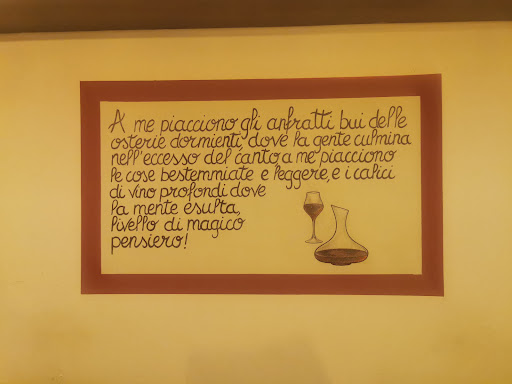 A me piacciono gli anfratti bui delle
osterie dormienti, dove la gente culmina
nell'eccesso del canto, a me piacciono
le cose bestemmiate e leggere, e i calici
di vino profondi dove
la mente esulta,
livello di magico
pensiero!